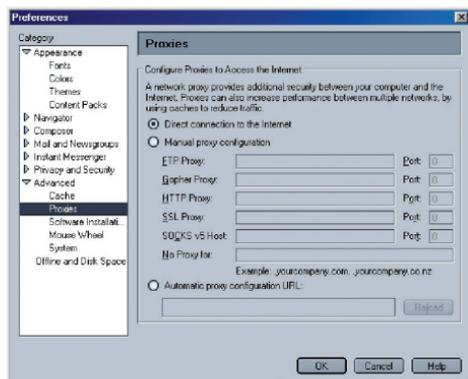 Preferences
Category
Appearance
Fonts
Colors
Themes
Content Packs
Navigator
Composer
Mail and Newsgroups
Instant Messenger
Privacy and Security
Advanced
Cache
Proxies
Software Installati...
Mouse Wheel
System
Offline and Disk Space
Proxies
Configure Proxies to Access the Internet
A network proxy provides additional security between your computer and the
Internet. Proxies can also increase performance between multiple networks, by
using caches to reduce traffic.
Direct connection to the Internet
Manual proxy configuration
FTP Proxy: Port: 0
Gopher Proxy: Port: 0
HTTP Proxy: Port: 0
SSL Proxy: Port: 0
SOCKS v5 Host: Port: 0
No Proxy for:
Example: .yourcompany.com, .yourcompany.co.nz
Automatic proxy configuration URL:
Reload
OK Cancel Help